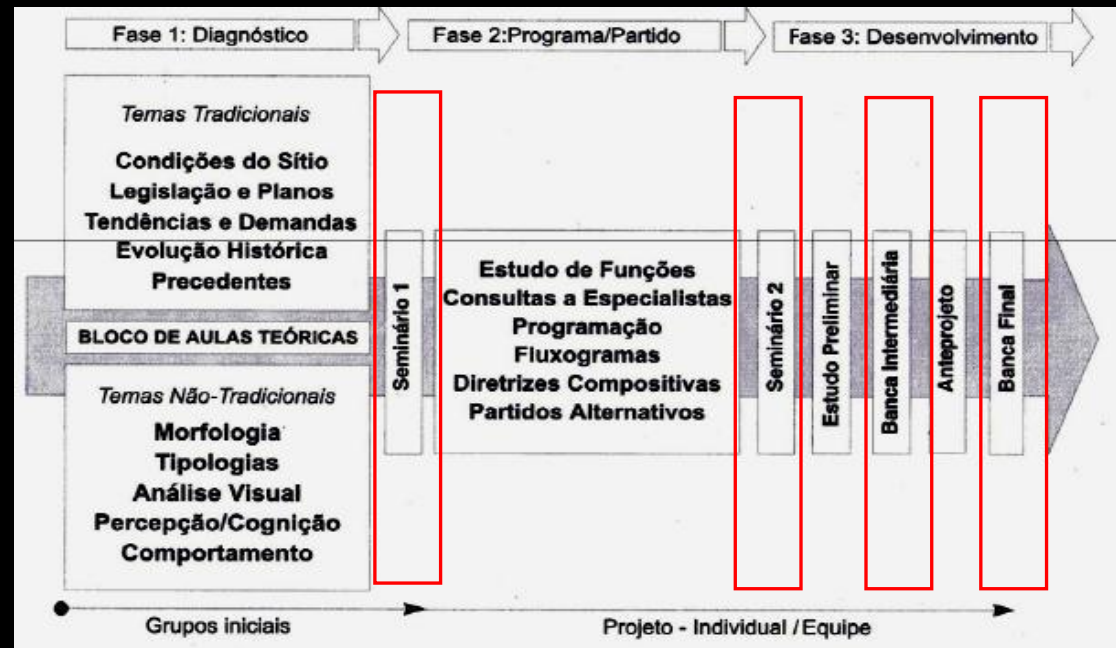 Fase 1: Diagnóstico
Fase 2:Programa/Partido
Fase 3: Desenvolvimento
Temas Tradicionais
Condições do Sítio
Legislação e Planos
Tendências e Demandas
Evolução Histórica
Precedentes
BLOCO DE AULAS TEÓRICAS
Temas Não-Tradicionais
Morfologia
Tipologias
Análise Visual
Percepção/Cognição
Comportamento
Seminário 1
Estudo de Funções
Consultas a Especialistas
Programação
Fluxogramas
Diretrizes Compositivas
Partidos Alternativos
Seminário 2
Estudo Preliminar
Banca Intermediária
Anteprojeto
Banca Final
Grupos iniciais
Projeto - Individual / Equipe